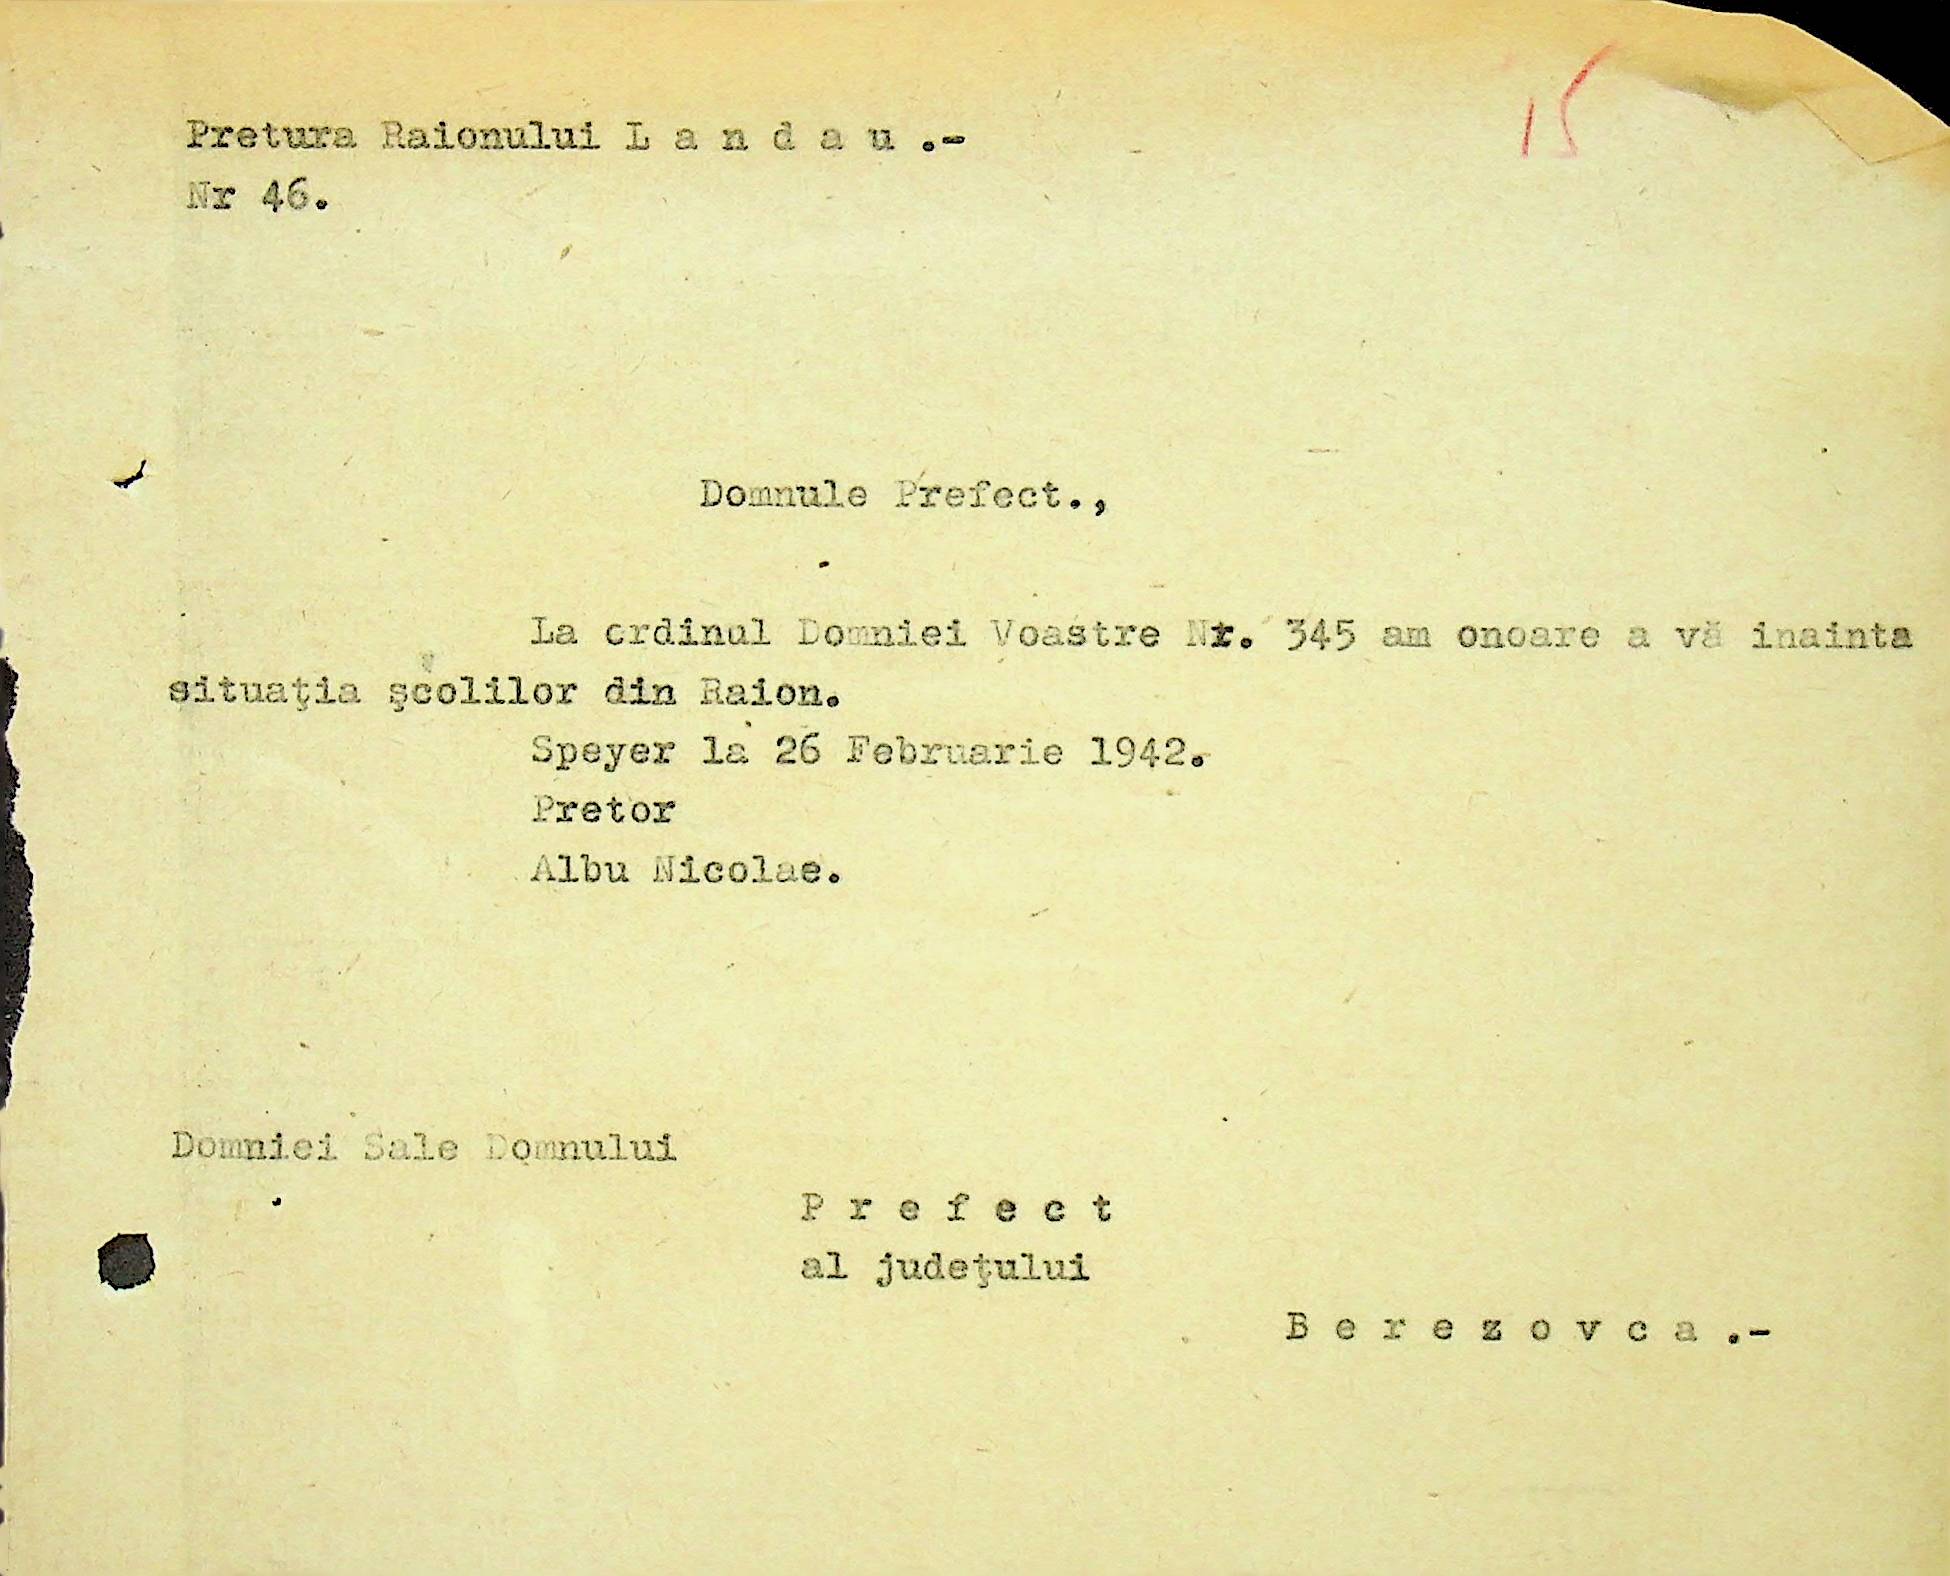 15
Pretura Raionului L a n d a u .-
Nr 46.
Domnule Prefect.,
La ordinul Domniei Voastre Nr. 345 am onoare a vă inainta
situaţia şcolilor din Raion.
Speyer la 26 Februarie 1942.
Pretor
Albu Nicolae.
Domniei Sale Domnului
P r e f e c t
al judeţului
B e r e z o v c a .-